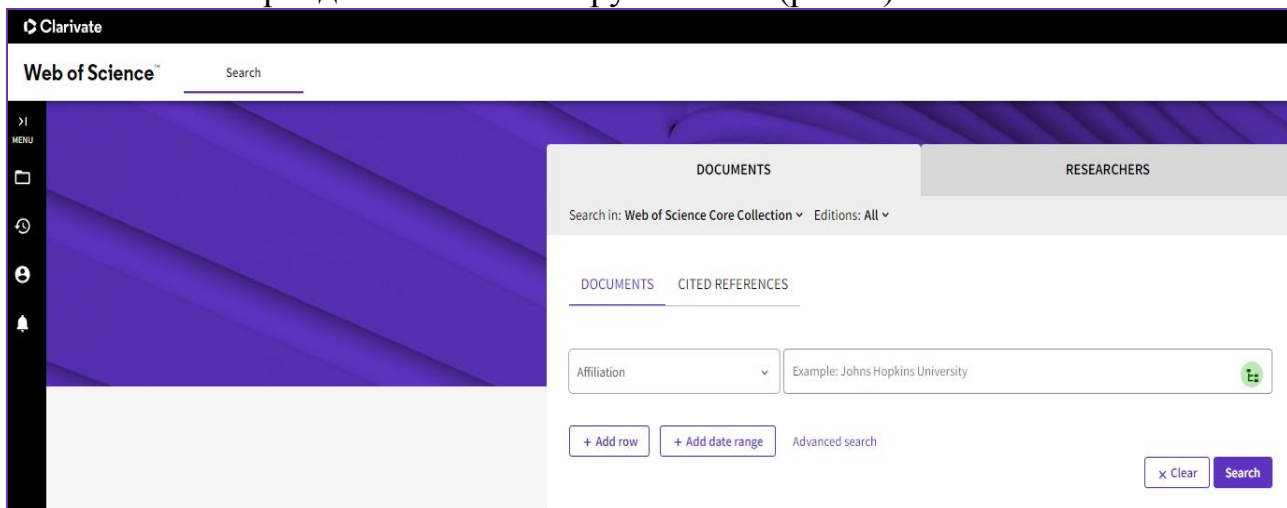 Clarivate
Web of Science™ Search
MENU
DOCUMENTS RESEARCHERS
Search in: Web of Science Core Collection Editions: All
DOCUMENTS CITED REFERENCES
Affiliation Example: Johns Hopkins University
+ Add row + Add date range Advanced search
× Clear Search